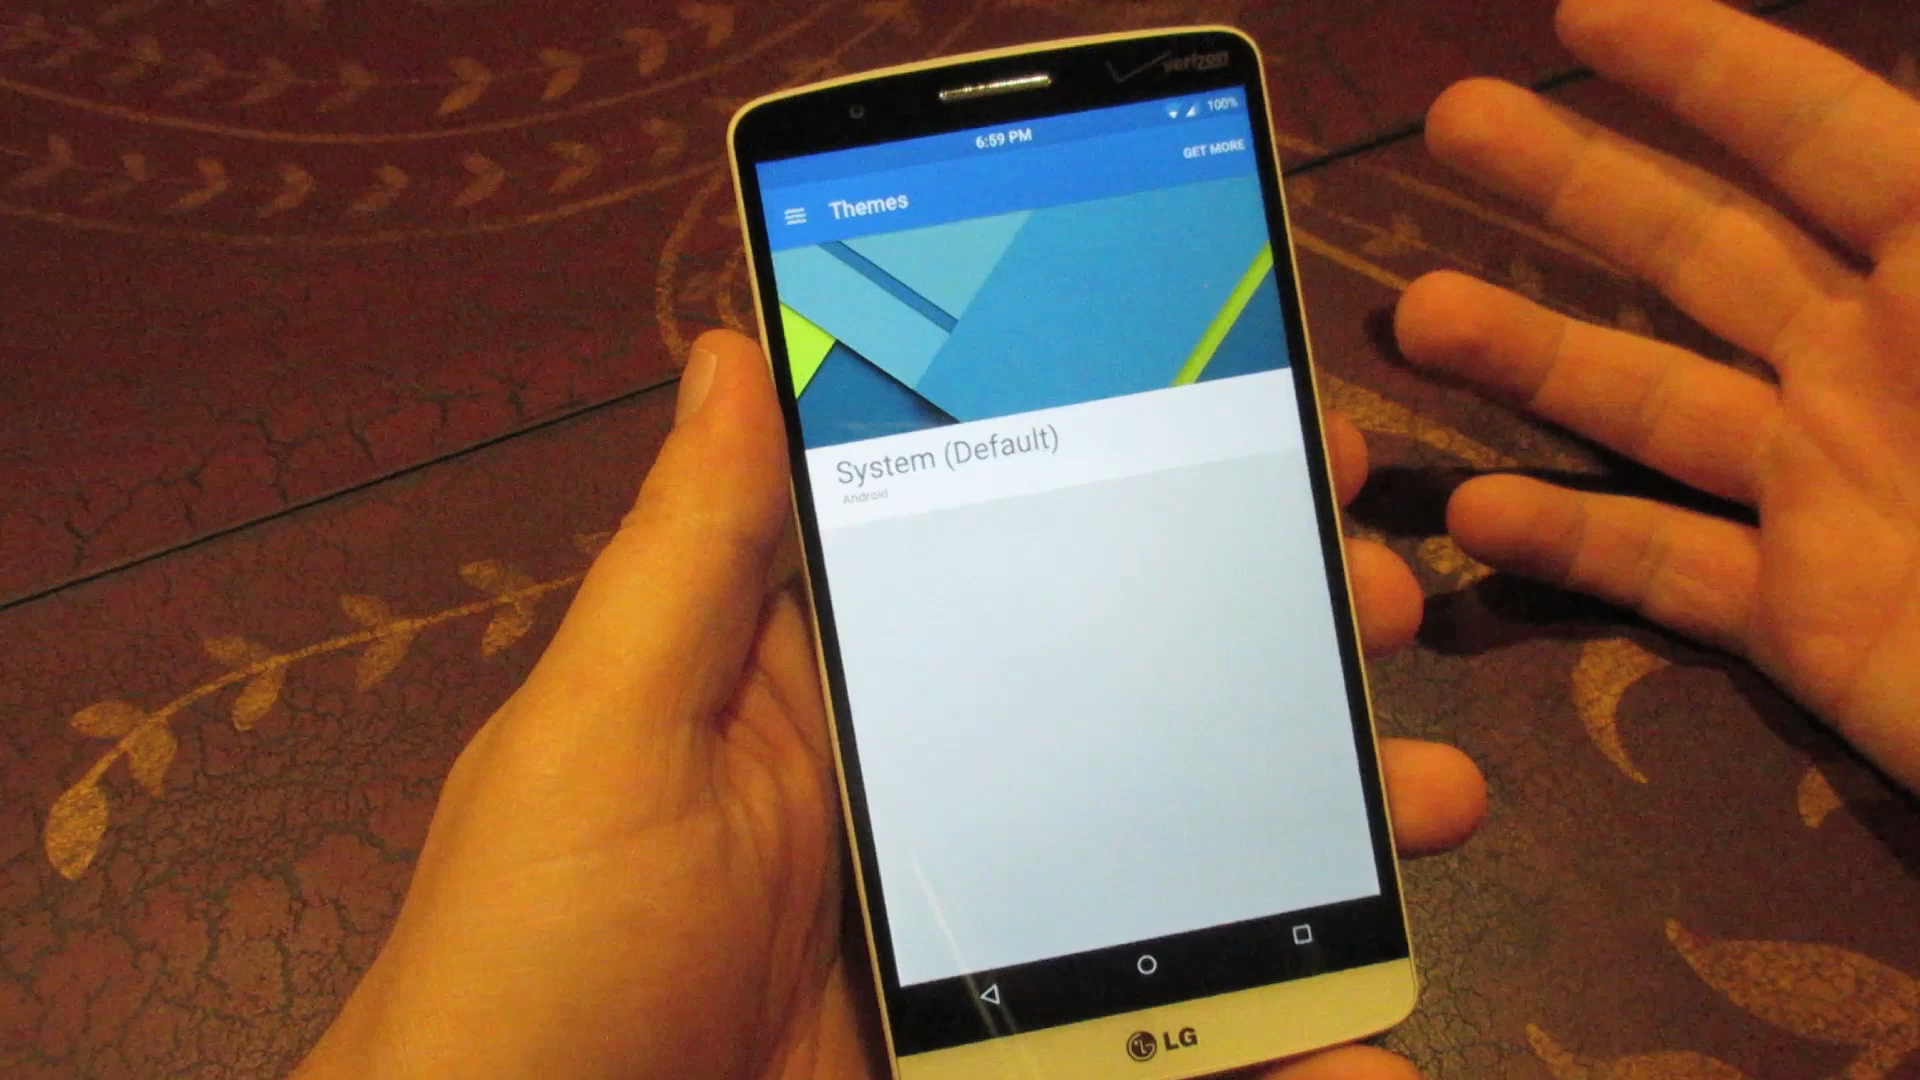 verizon
100%
6:59 PM
GET MORE
Themes
System (Default)
Android
LG